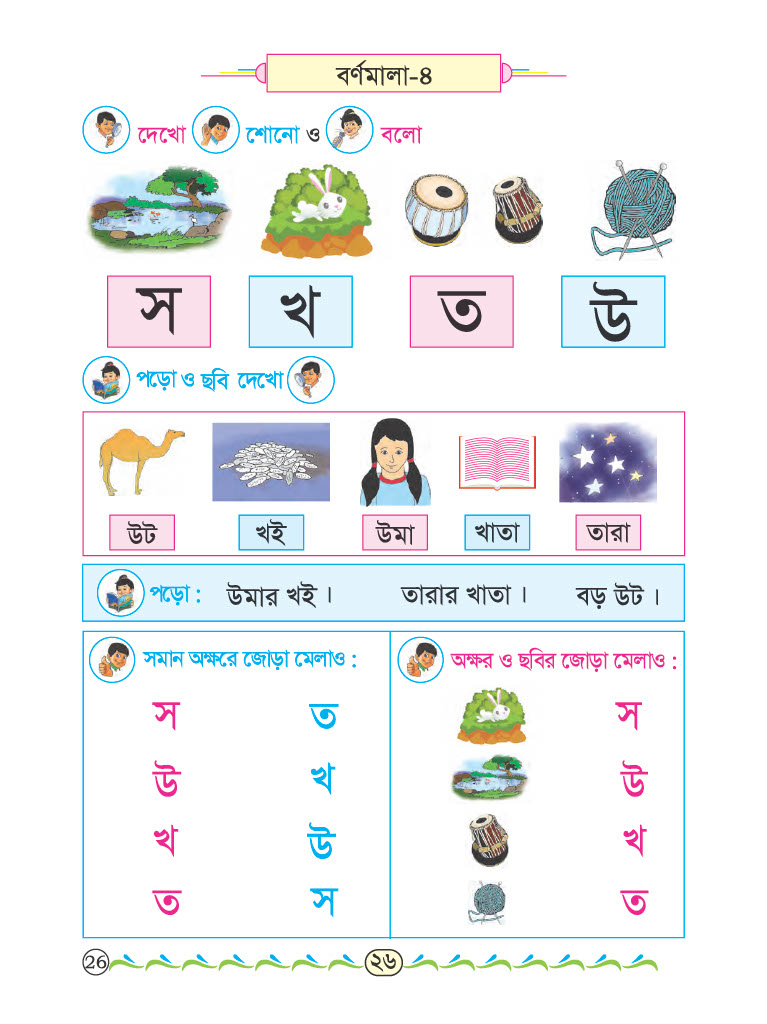 বর্ণমালা-৪
দেখো শোনো ও বলো
স খ ত উ
পড়ো ও ছবি দেখো
উট খই উমা খাতা তারা
পড়ো : উমার খই। তারার খাতা। বড় উট।
সমান অক্ষরে জোড়া মেলাও :
স ত
উ খ
খ উ
ত স
অক্ষর ও ছবির জোড়া মেলাও :
স
উ
খ
ত
26 ২৬